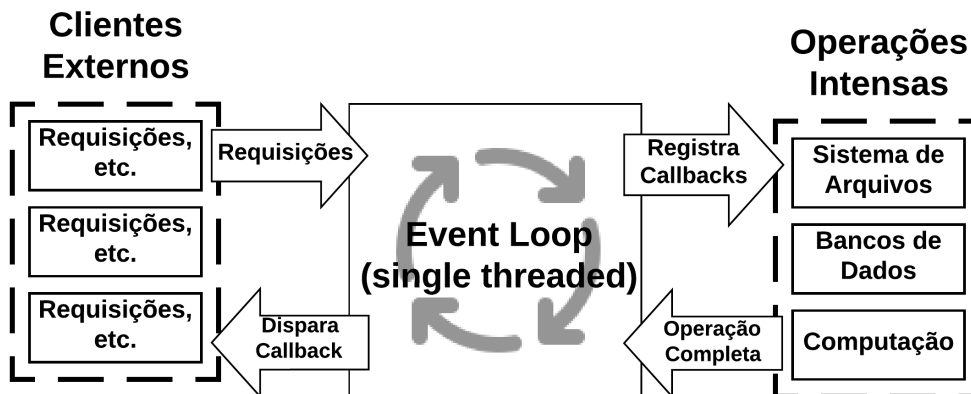 Clientes
Externos
Requisições,
etc.
Requisições,
etc.
Requisições,
etc.
Requisições
Dispara
Callback
Event Loop
(single threaded)
Registra
Callbacks
Operação
Completa
Operações
Intensas
Sistema de
Arquivos
Bancos de
Dados
Computação